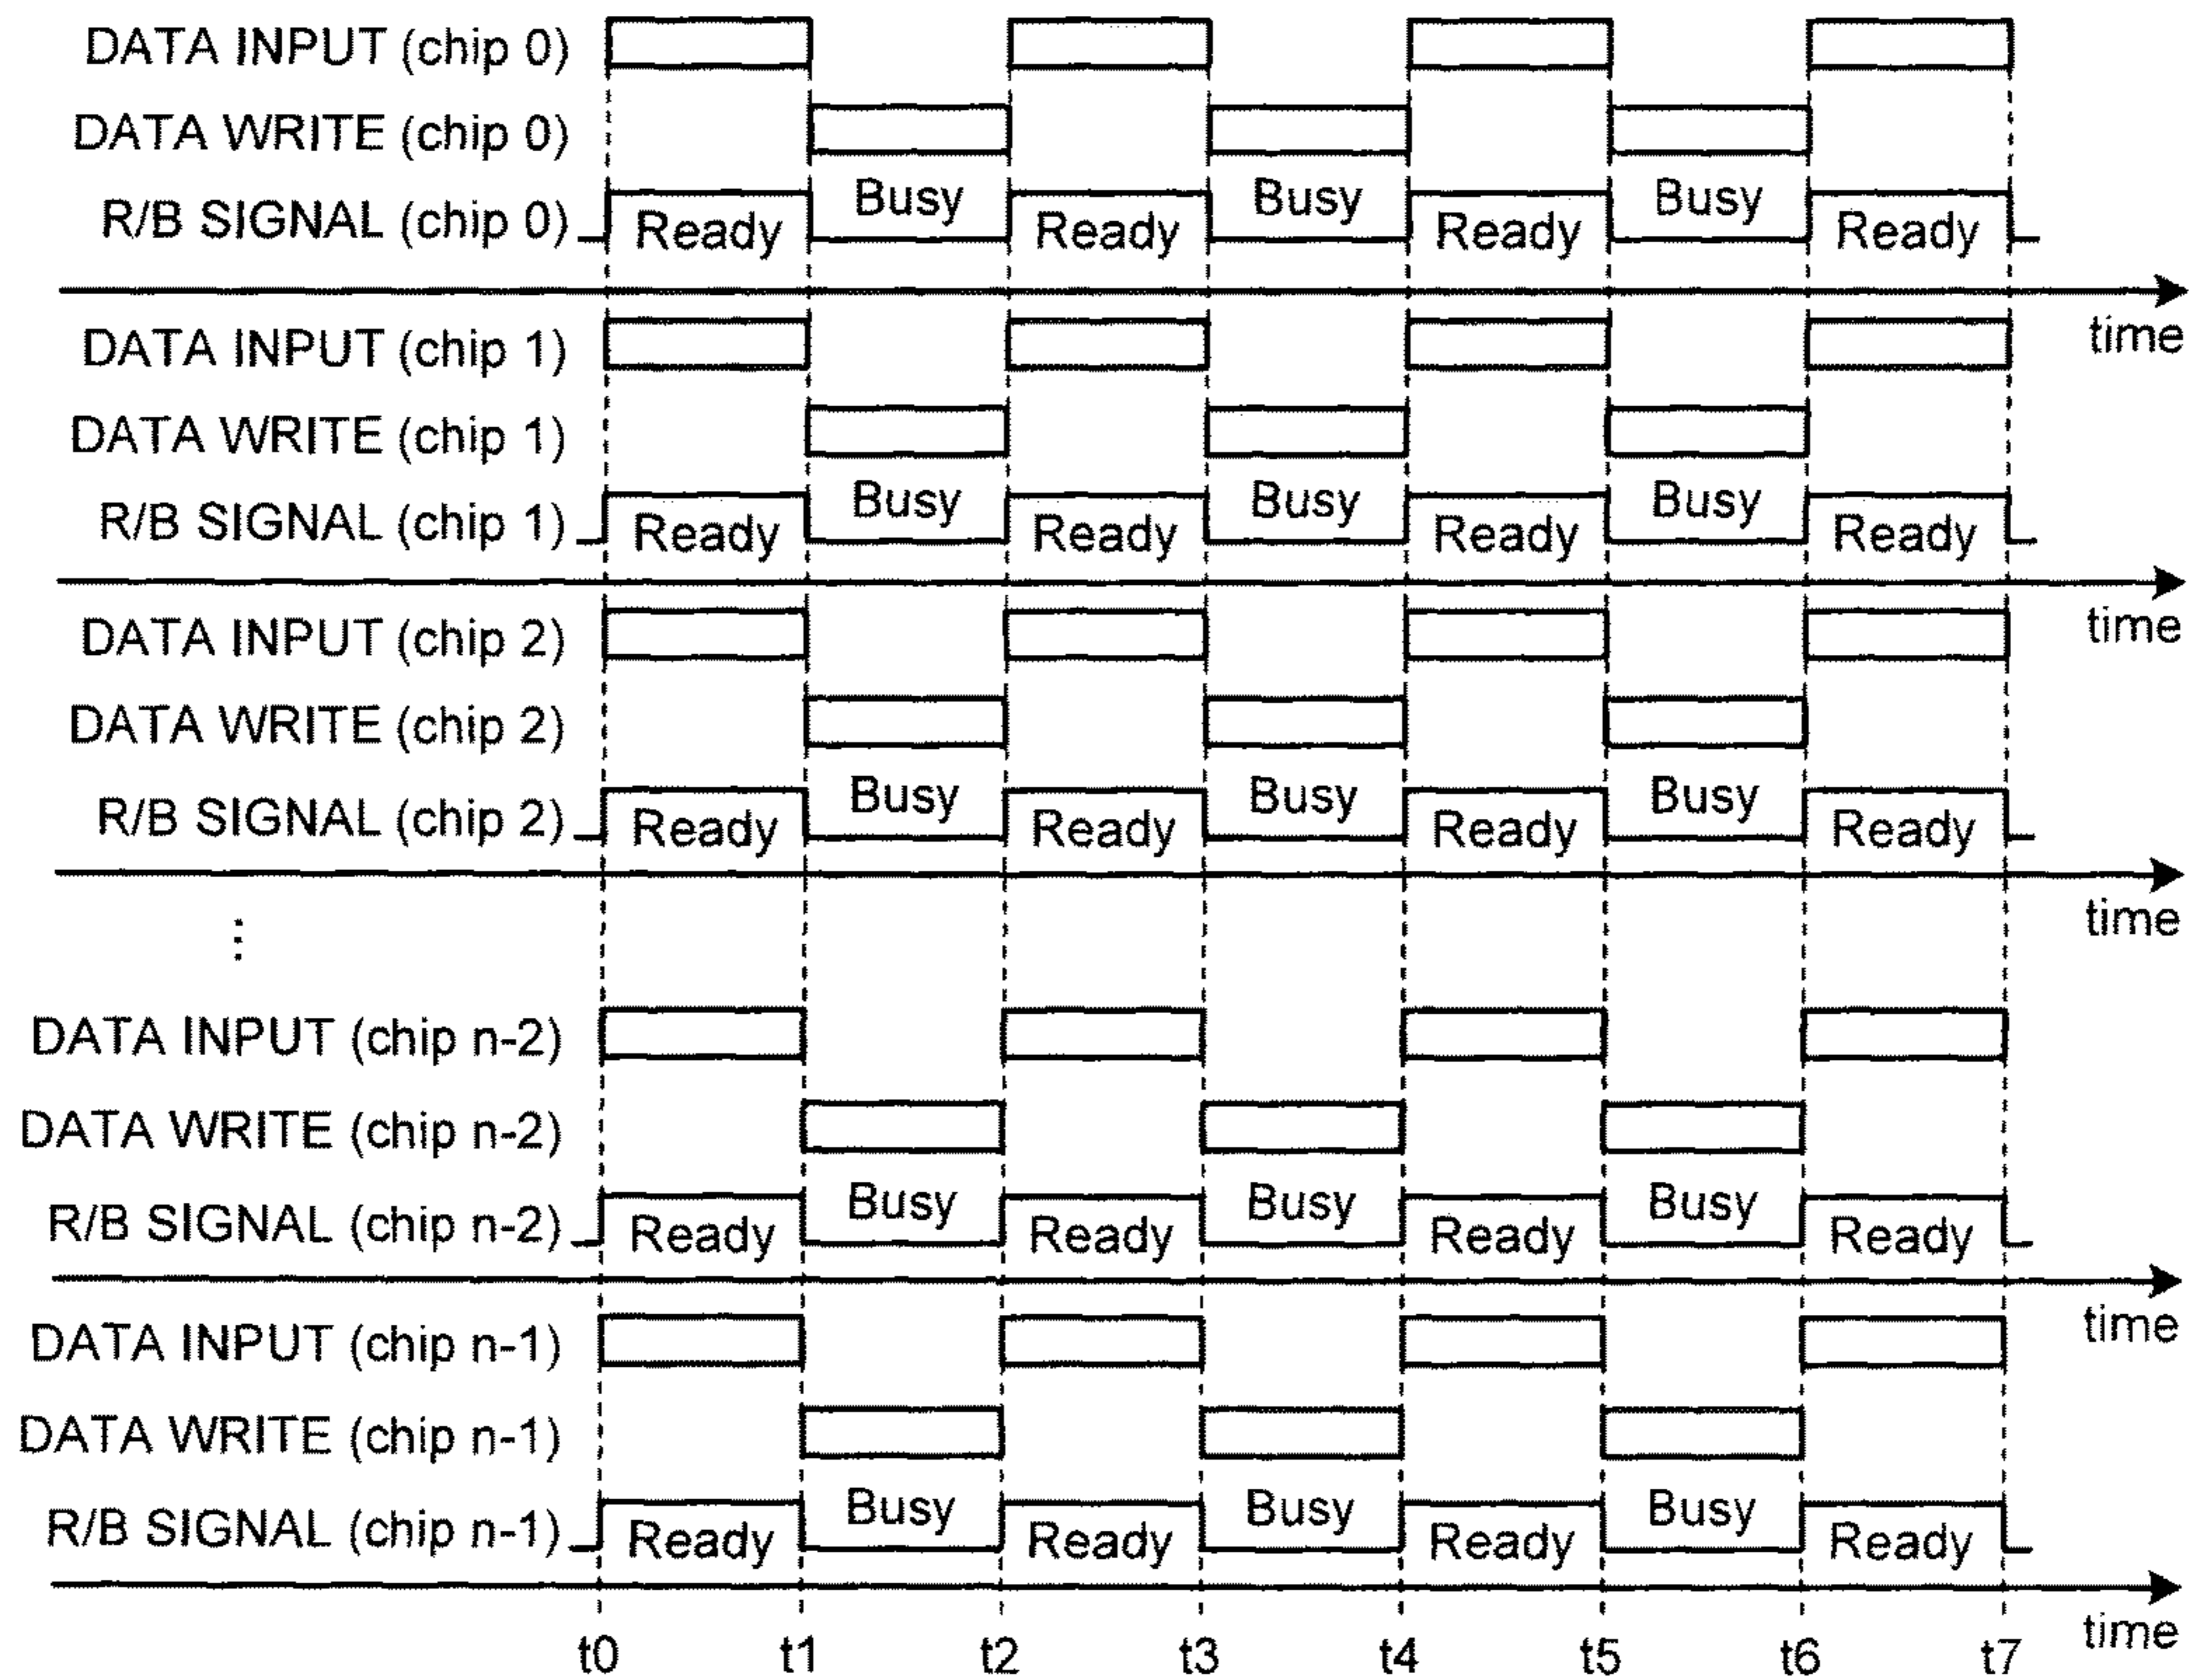 DATA INPUT (chip 0)
DATA WRITE (chip 0)
R/B SIGNAL (chip 0) Ready Busy Ready Busy Ready Busy Ready
time
DATA INPUT (chip 1)
DATA WRITE (chip 1)
R/B SIGNAL (chip 1) Ready Busy Ready Busy Ready Busy Ready
time
DATA INPUT (chip 2)
DATA WRITE (chip 2)
R/B SIGNAL (chip 2) Ready Busy Ready Busy Ready Busy Ready
time
⋮
DATA INPUT (chip n-2)
DATA WRITE (chip n-2)
R/B SIGNAL (chip n-2) Ready Busy Ready Busy Ready Busy Ready
time
DATA INPUT (chip n-1)
DATA WRITE (chip n-1)
R/B SIGNAL (chip n-1) Ready Busy Ready Busy Ready Busy Ready
time
t0 t1 t2 t3 t4 t5 t6 t7